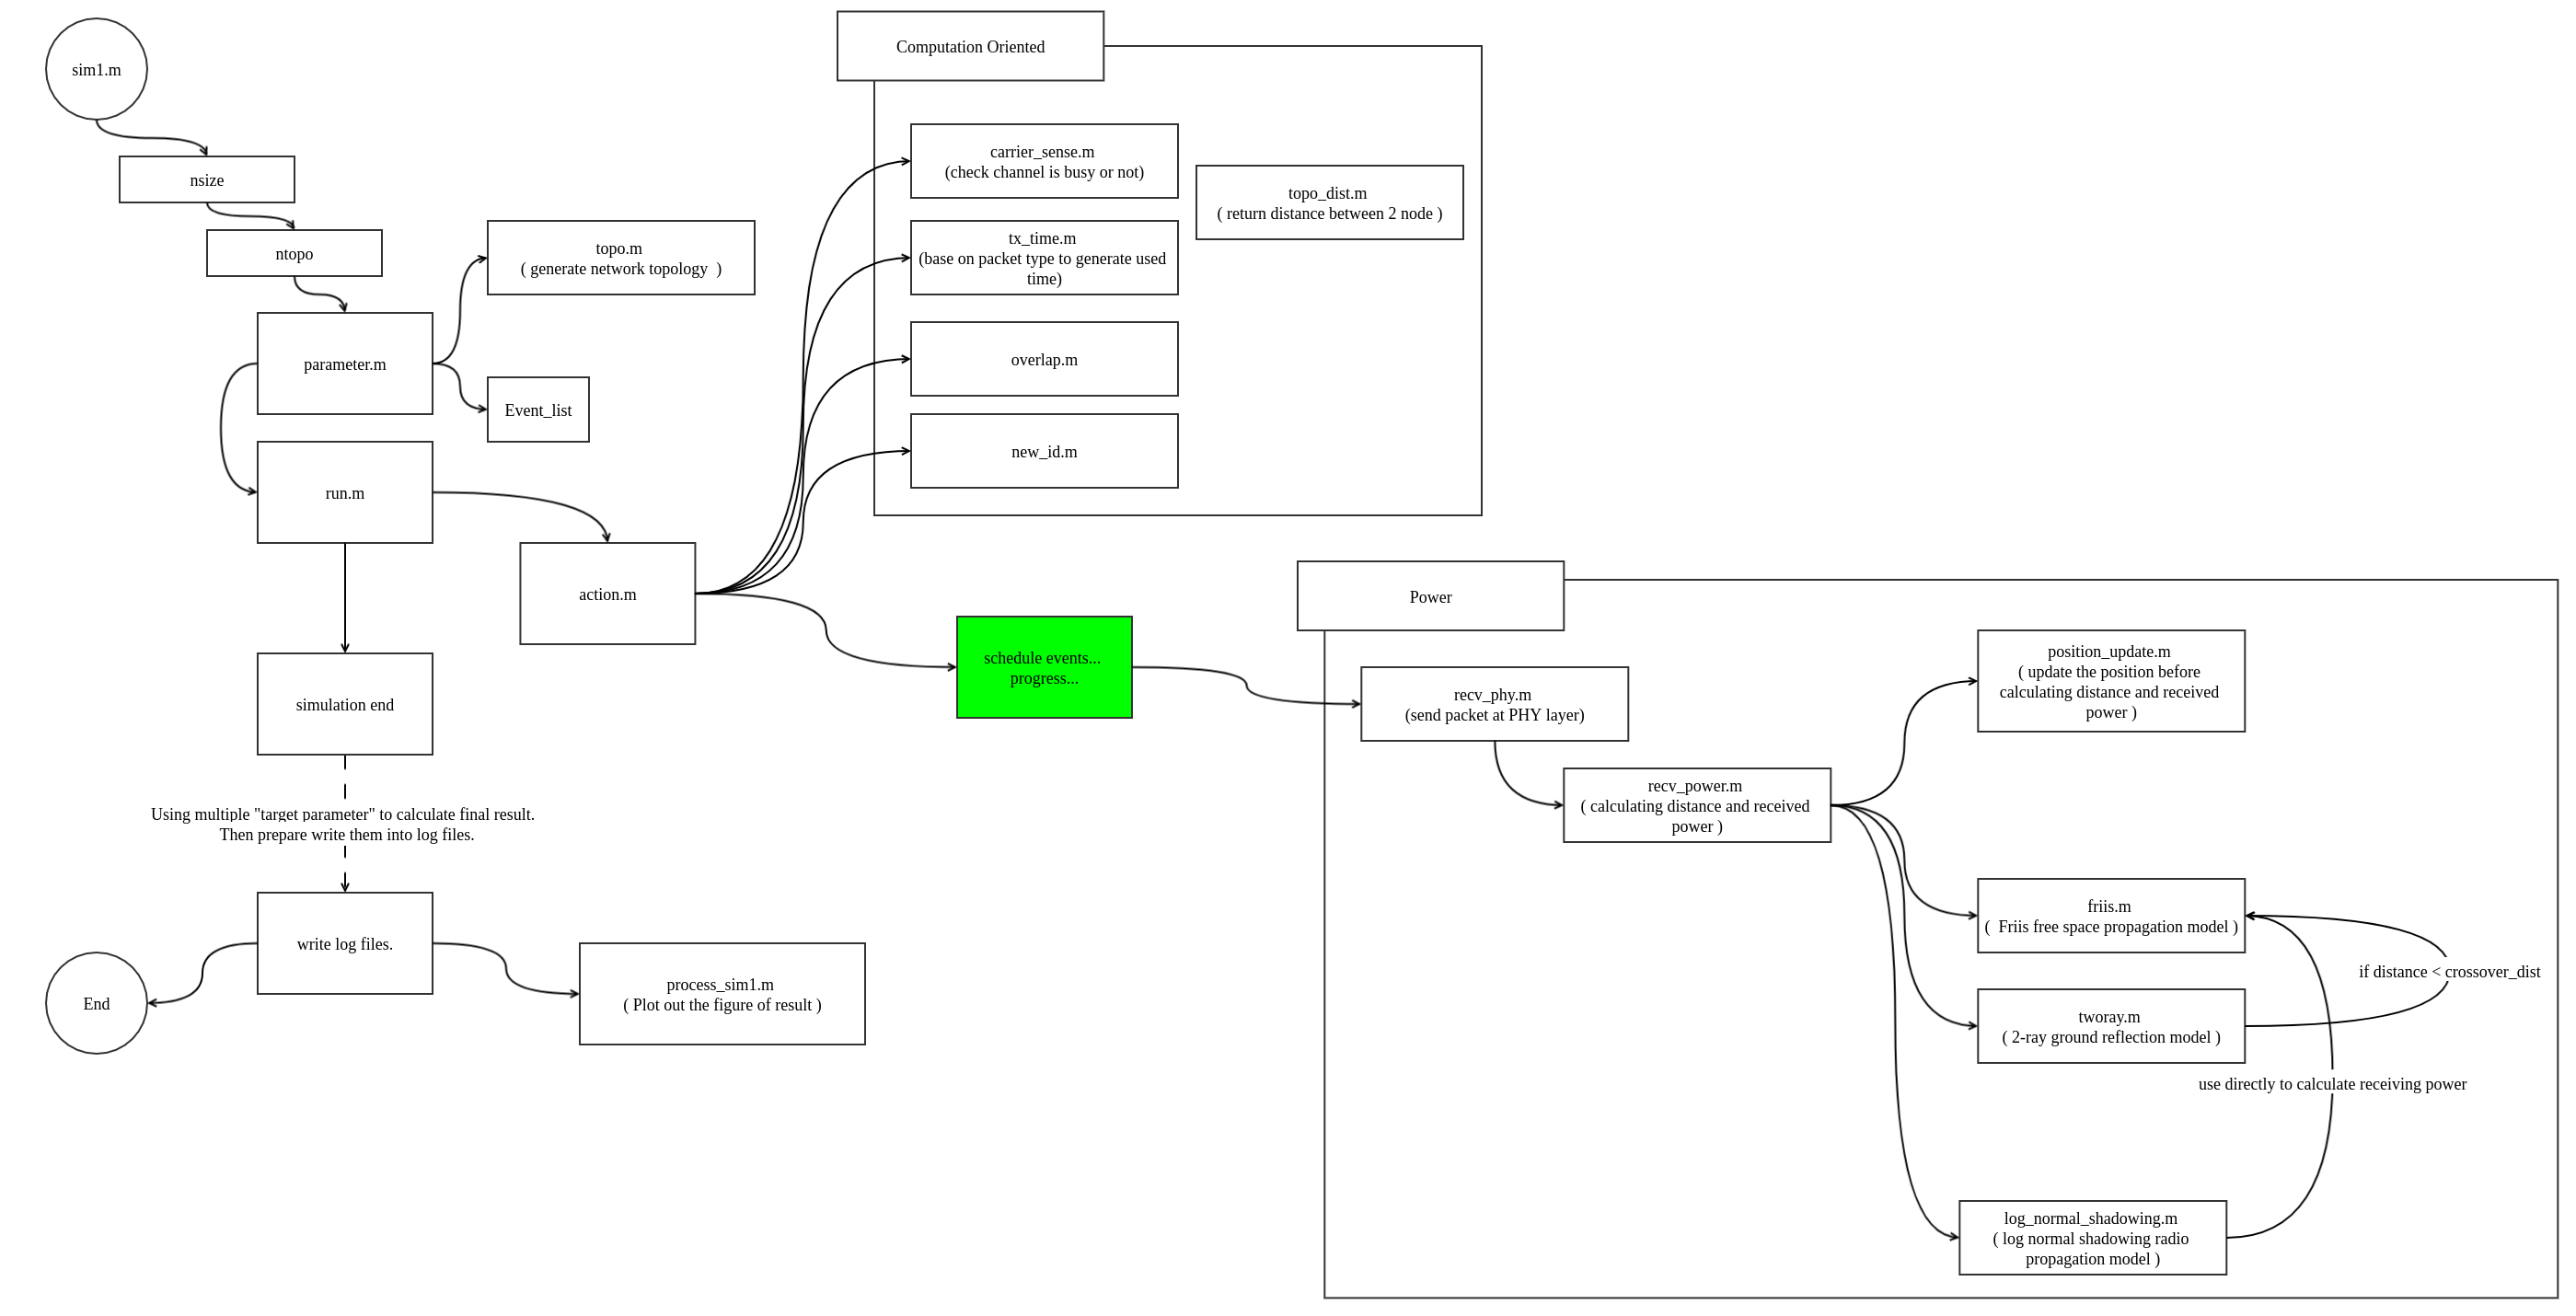 sim1.m
nsize
ntopo
parameter.m
topo.m
( generate network topology  )
Event_list
run.m
action.m
simulation end
Using multiple "target parameter" to calculate final result.
Then prepare write them into log files.
write log files.
End
process_sim1.m
( Plot out the figure of result )
Computation Oriented
carrier_sense.m
(check channel is busy or not)
topo_dist.m
( return distance between 2 node )
tx_time.m
(base on packet type to generate used
time)
overlap.m
new_id.m
schedule events...
progress...
Power
recv_phy.m
(send packet at PHY layer)
recv_power.m
( calculating distance and received
power )
position_update.m
( update the position before
calculating distance and received
power )
friis.m
(  Friis free space propagation model )
if distance < crossover_dist
tworay.m
( 2-ray ground reflection model )
use directly to calculate receiving power
log_normal_shadowing.m
( log normal shadowing radio
propagation model )